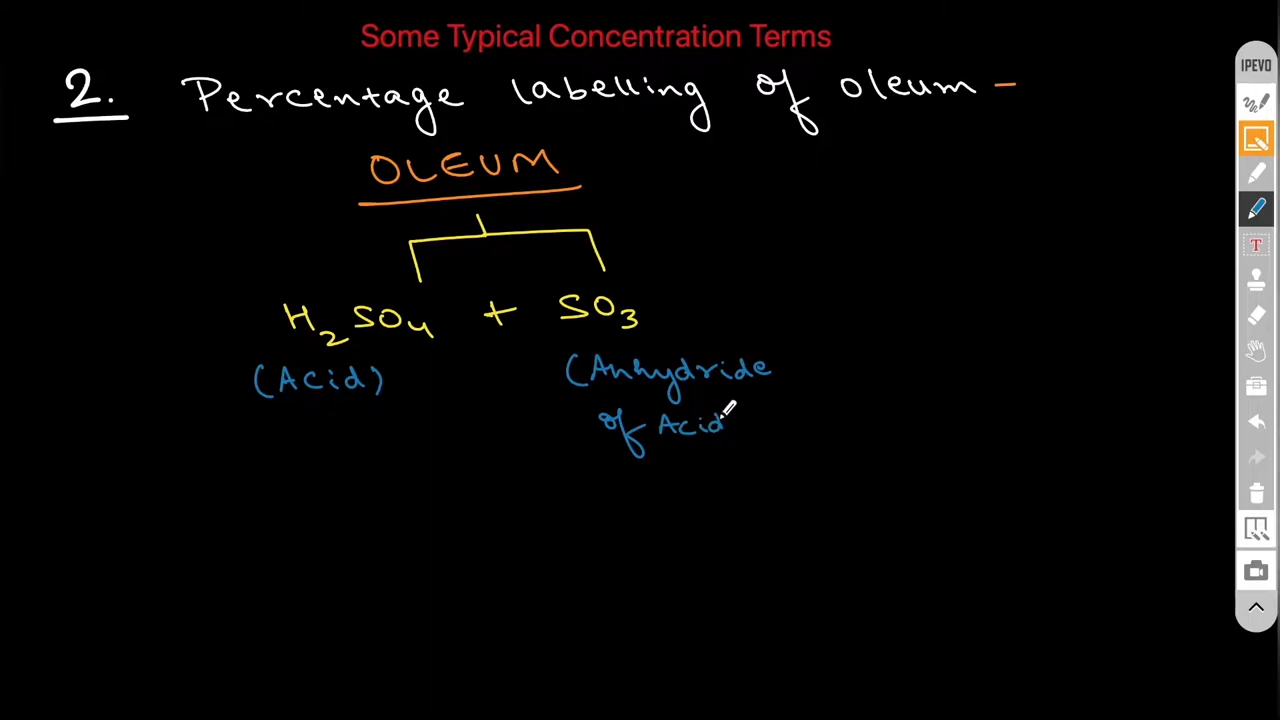 Some Typical Concentration Terms
2. Percentage labelling of oleum -
OLEUM
H₂SO₄ + SO₃
(Acid) (Anhydride
of Acid
IPEVO
T